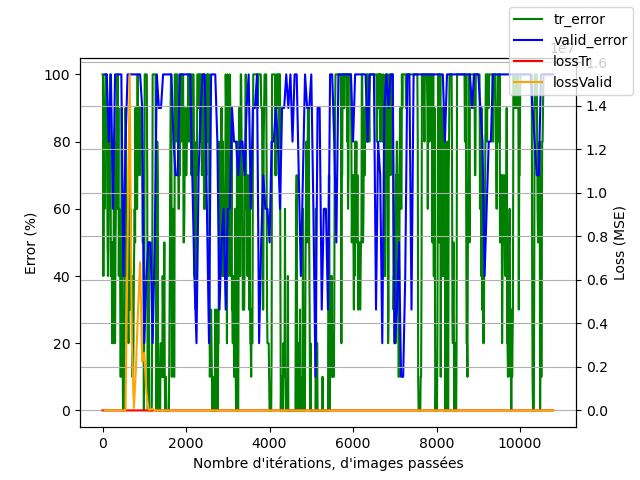 tr_error
valid_error
lossTr
lossValid
1e7
Error (%)
100
80
60
40
20
0
1.6
1.4
1.2
1.0
0.8
0.6
0.4
0.2
0.0
Loss (MSE)
0 2000 4000 6000 8000 10000
Nombre d'itérations, d'images passées